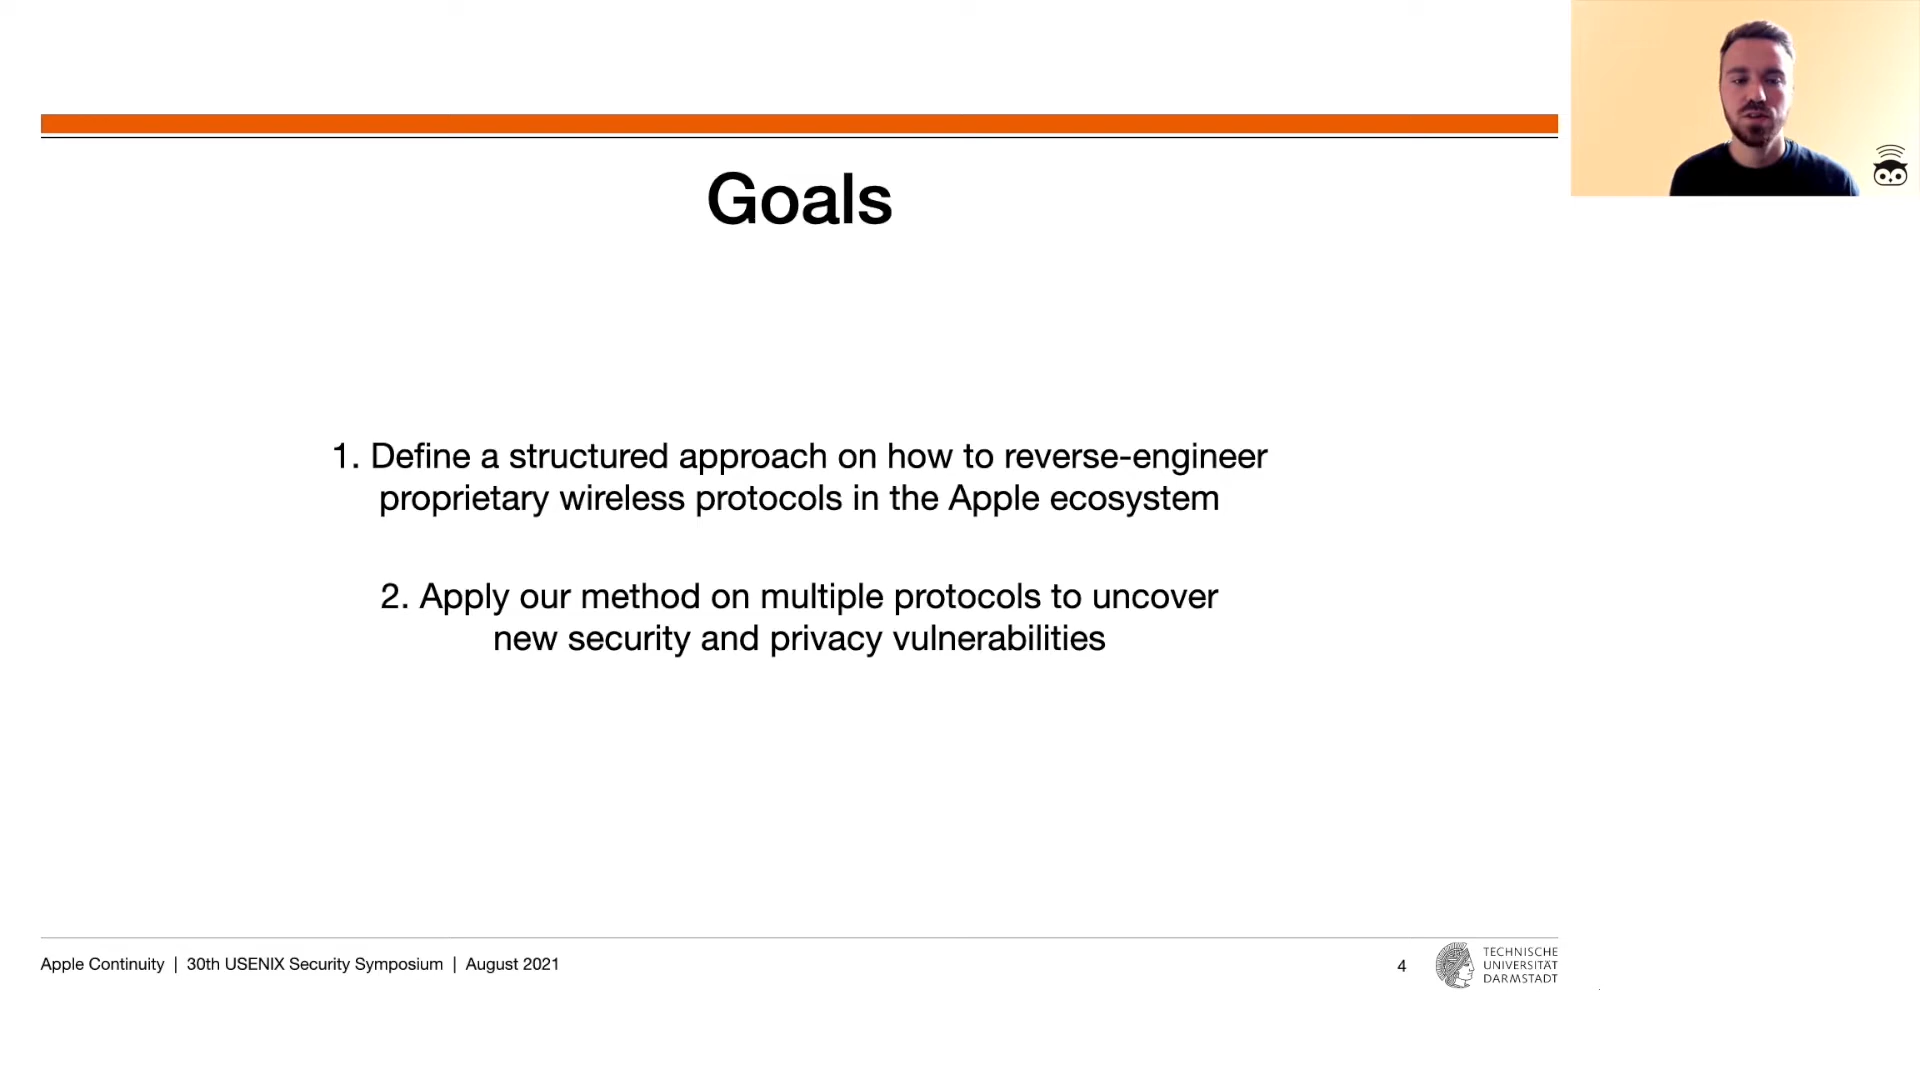 Goals
1. Define a structured approach on how to reverse-engineer
proprietary wireless protocols in the Apple ecosystem
2. Apply our method on multiple protocols to uncover
new security and privacy vulnerabilities
Apple Continuity | 30th USENIX Security Symposium | August 2021
4
TECHNISCHE
UNIVERSITÄT
DARMSTADT